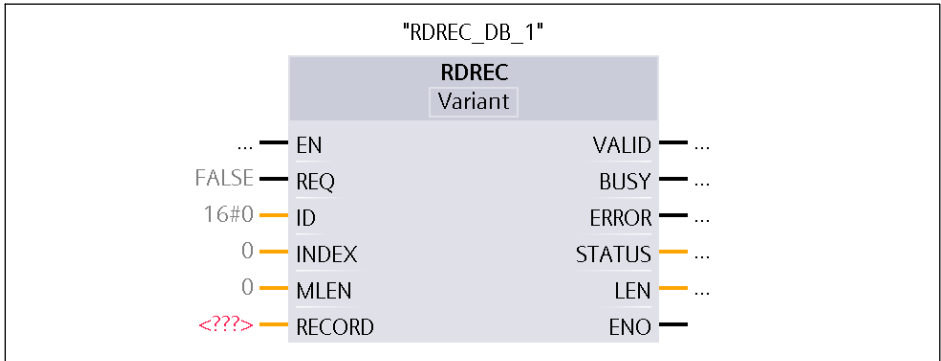 "RDREC_DB_1"
RDREC
Variant
... EN VALID ...
FALSE REQ BUSY ...
16#0 ID ERROR ...
0 INDEX STATUS ...
0 MLEN LEN ...
<???> RECORD ENO